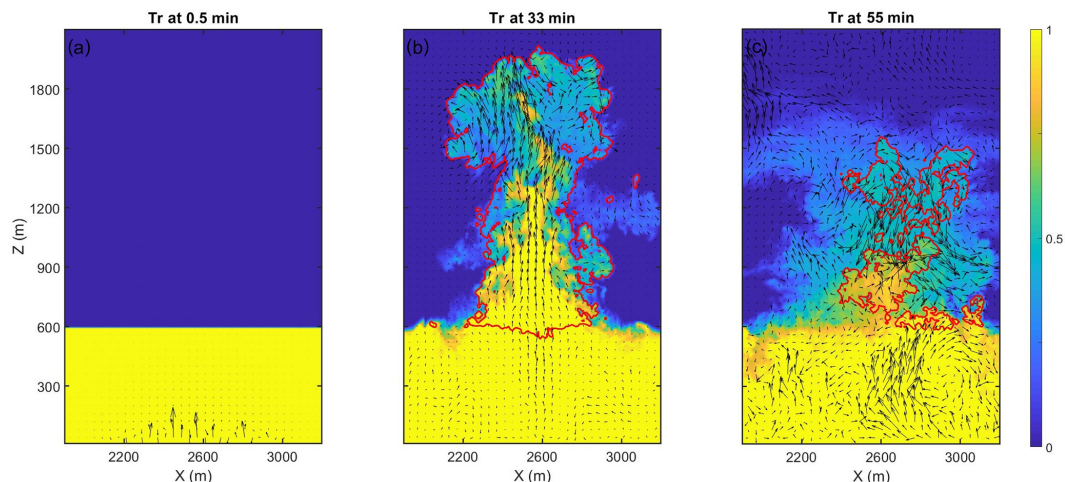 Tr at 0.5 min
Tr at 33 min
Tr at 55 min
(a)
(b)
(c)
1
1800
1500
1200
900
600
300
Z (m)
0.5
0
2200
2600
3000
2200
2600
3000
2200
2600
3000
X (m)
X (m)
X (m)